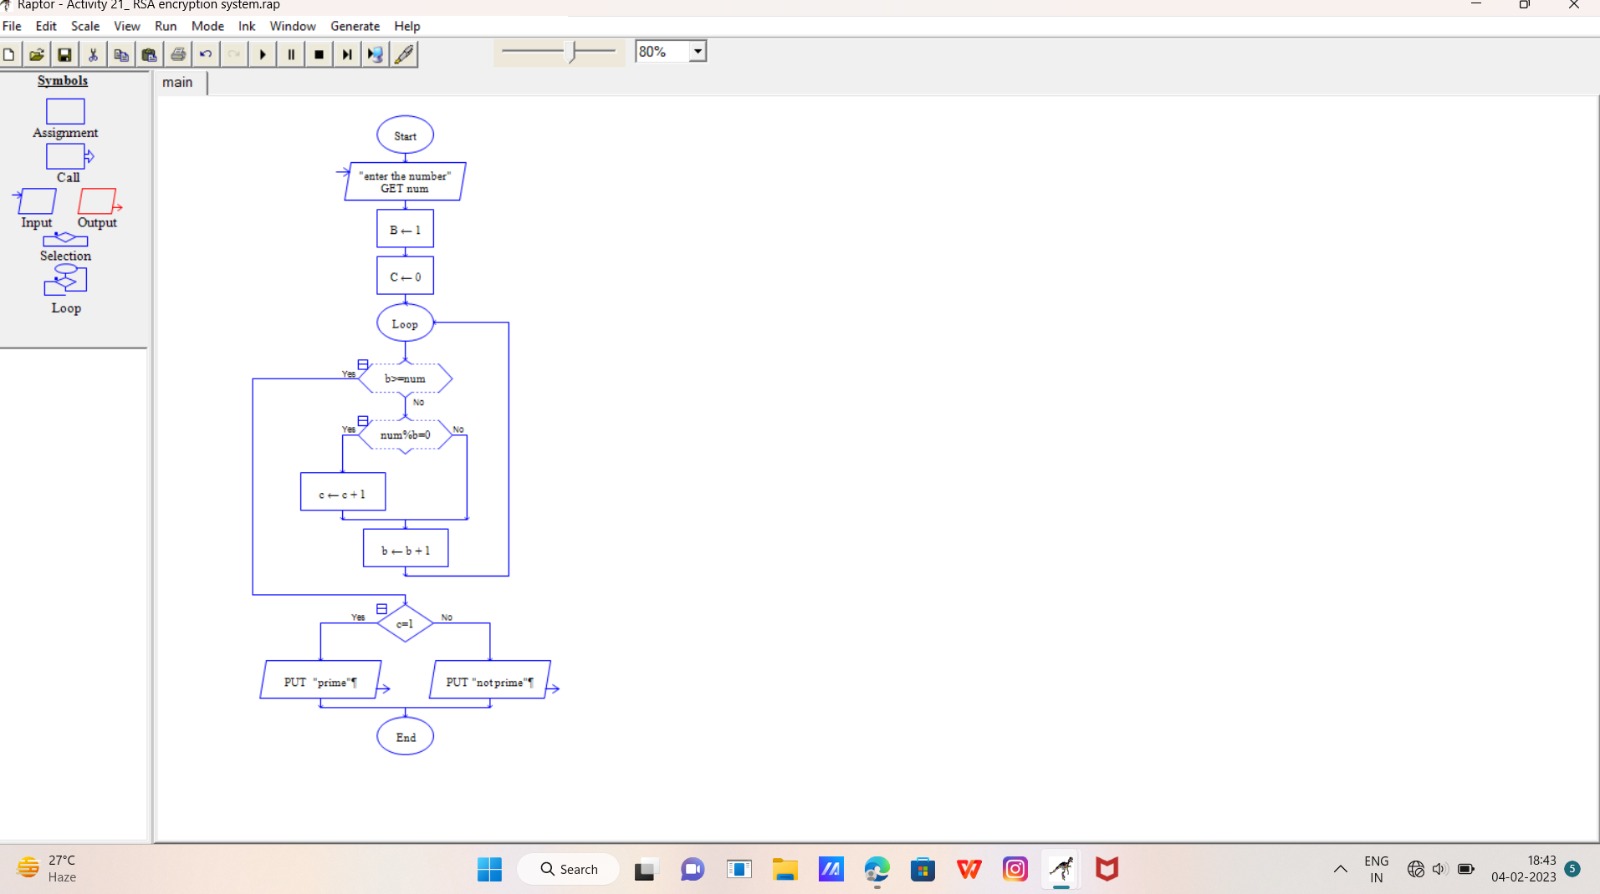 Raptor - Activity 21_ RSA encryption system.rap
File Edit Scale View Run Mode Ink Window Generate Help
80%
Symbols
Assignment
Call
Input Output
Selection
Loop
main
Start
"enter the number"
GET num
B ← 1
C ← 0
Loop
Yes
b>=num
No
Yes
num%b=0
No
c ← c + 1
b ← b + 1
Yes
c=1
No
PUT "prime"¶
PUT "not prime"¶
End
27°C
Haze
Search
ENG
IN
18:43
04-02-2023
5